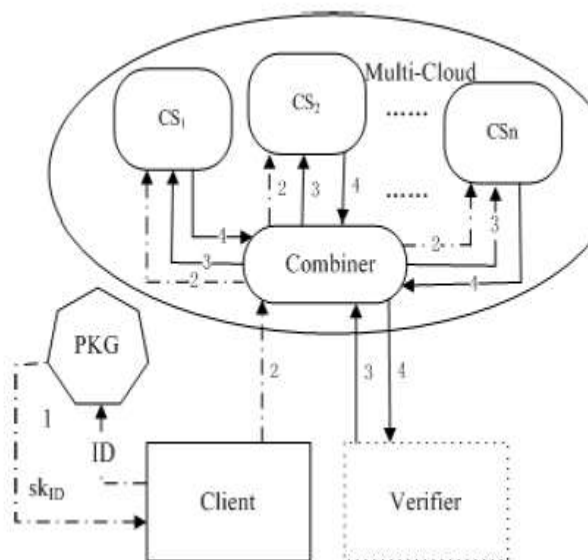 Multi-Cloud
CS1
CS2
CSn
......
......
2
3
4
4
3
2
2
3
4
Combiner
PKG
2
3
4
1
ID
skID
Client
Verifier